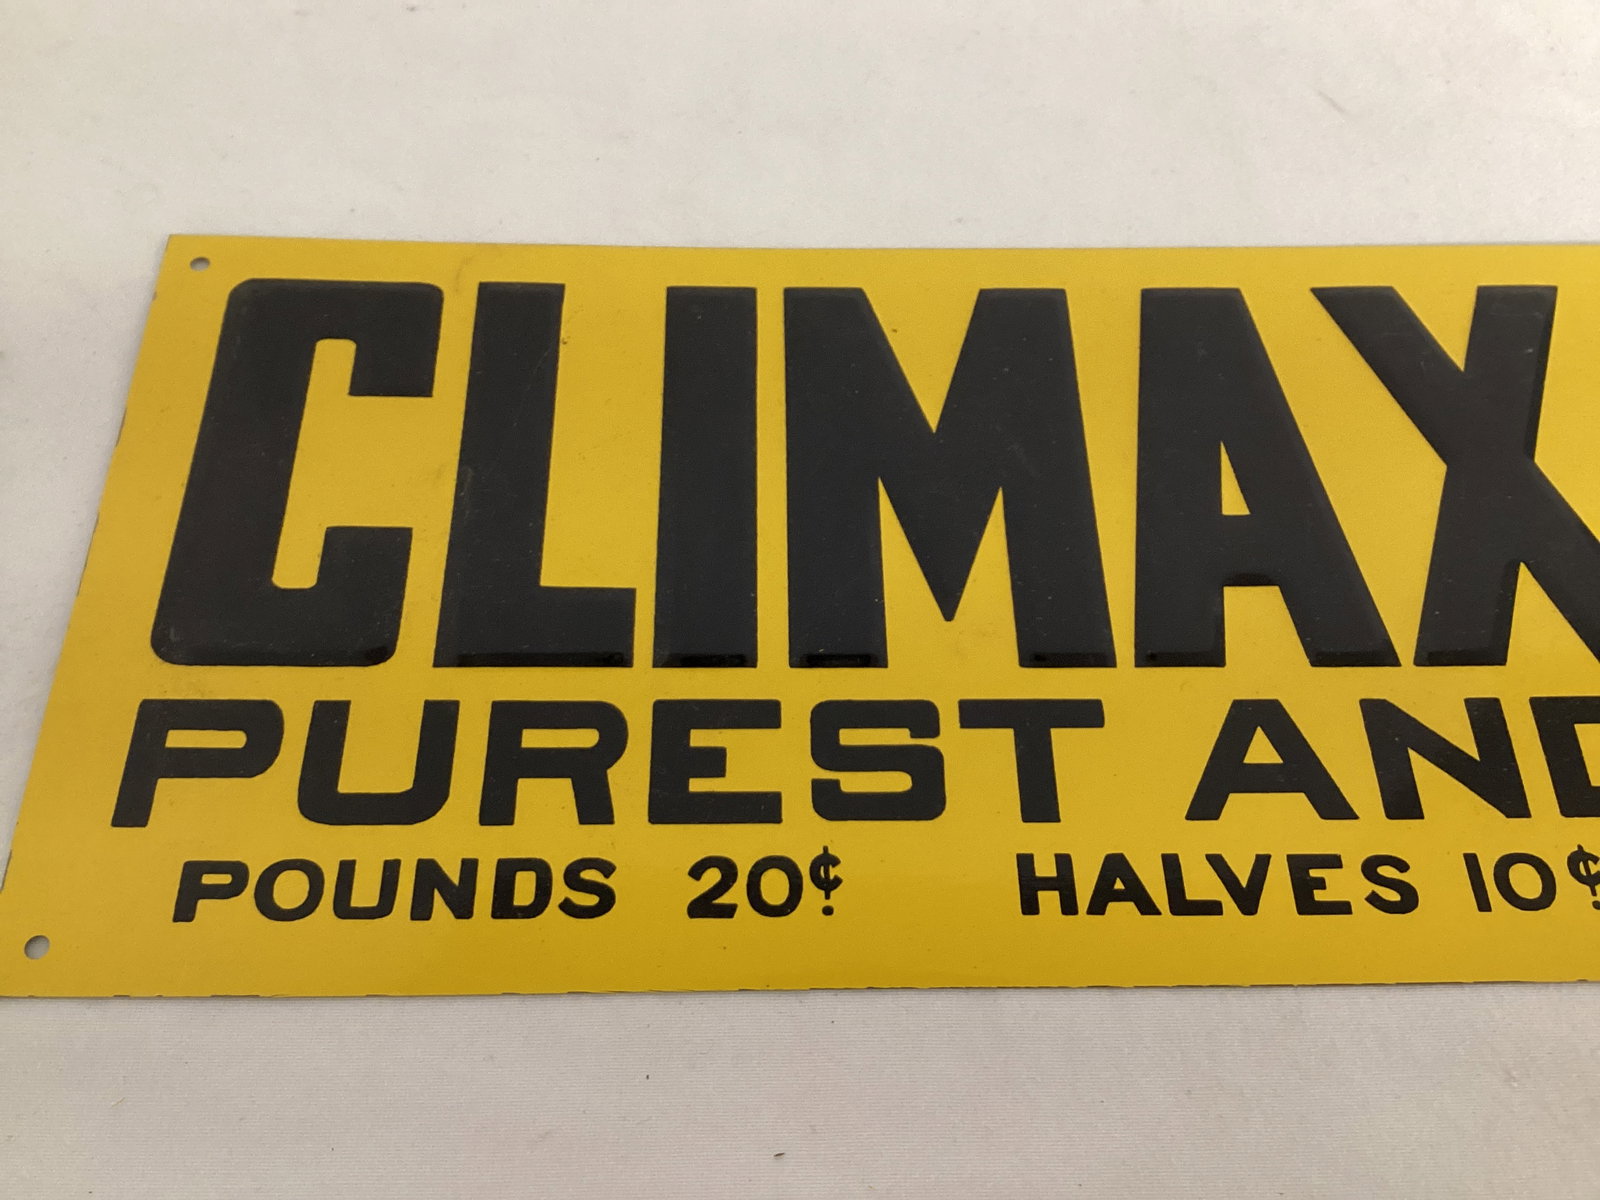 CLIMAX
PUREST AND
POUNDS 20¢. HALVES 10¢.